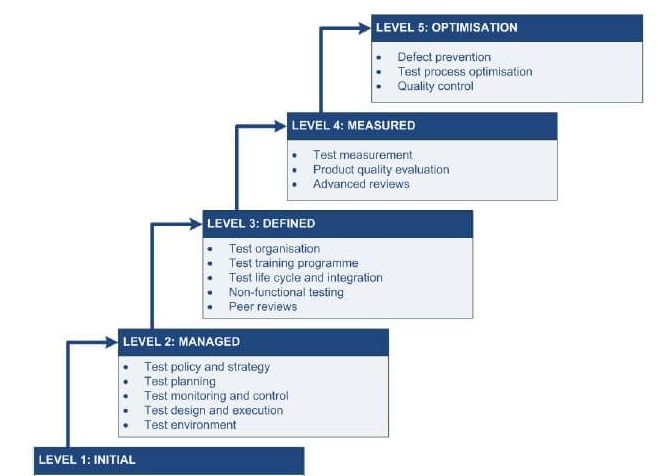 LEVEL 5: OPTIMISATION
• Defect prevention
• Test process optimisation
• Quality control
LEVEL 4: MEASURED
• Test measurement
• Product quality evaluation
• Advanced reviews
LEVEL 3: DEFINED
• Test organisation
• Test training programme
• Test life cycle and integration
• Non-functional testing
• Peer reviews
LEVEL 2: MANAGED
• Test policy and strategy
• Test planning
• Test monitoring and control
• Test design and execution
• Test environment
LEVEL 1: INITIAL